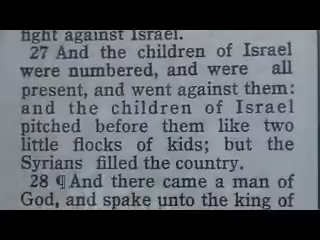 fight against Israel.
27 And the children of Israel
were numbered, and were all
present, and went against them:
and the children of Israel
pitched before them like two
little flocks of kids; but the
Syrians filled the country.
28 ¶And there came a man of
God, and spake unto the king of